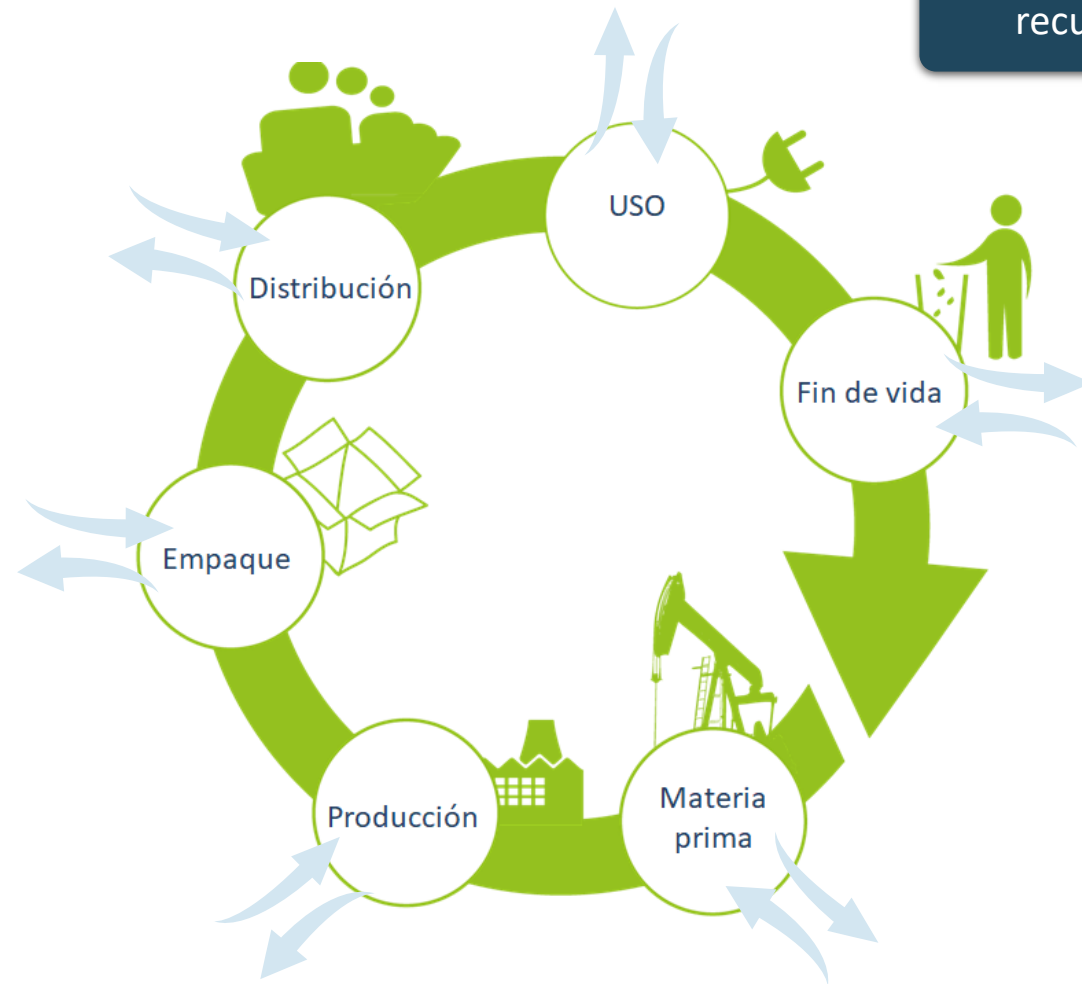 USO
Distribución
Fin de vida
Empaque
Materia
prima
Producción